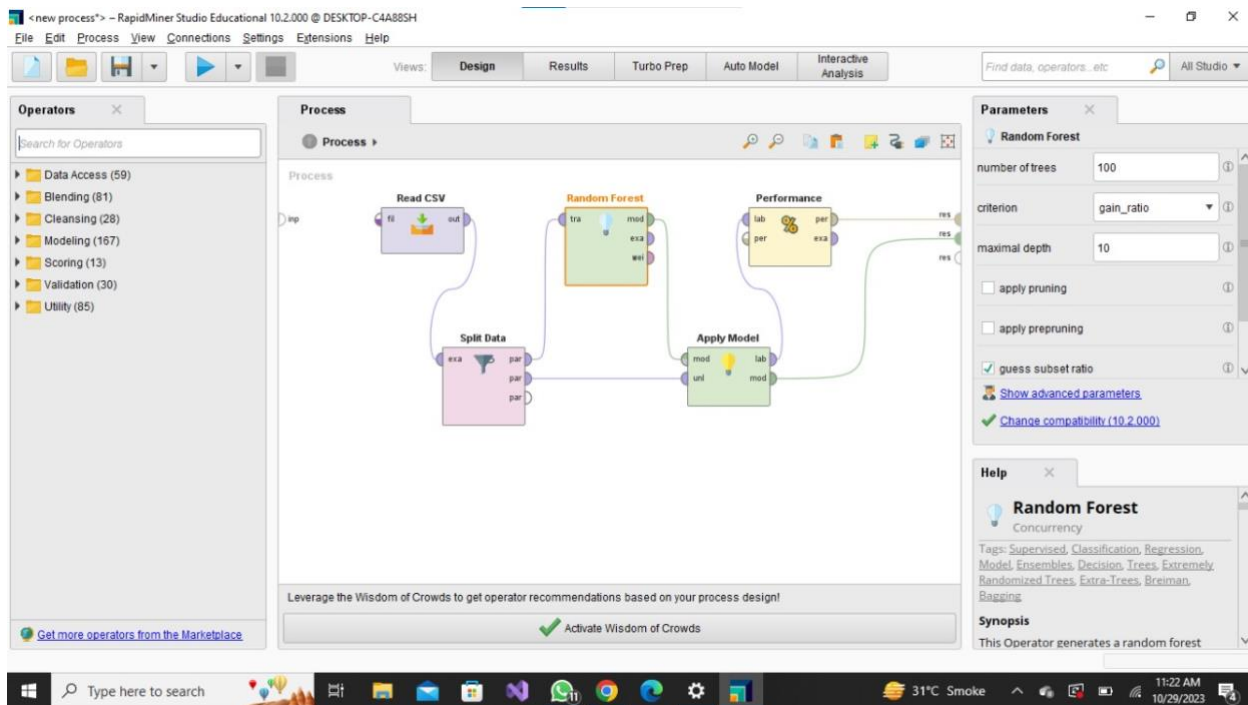 <new process*> – RapidMiner Studio Educational 10.2.000 @ DESKTOP-C4A88SH
File Edit Process View Connections Settings Extensions Help
Views: Design Results Turbo Prep Auto Model Interactive Analysis
Find data, operators...etc All Studio
Operators
Search for Operators
Data Access (59)
Blending (81)
Cleansing (28)
Modeling (167)
Scoring (13)
Validation (30)
Utility (85)
Get more operators from the Marketplace
Process
Process
Process
inp
Read CSV
fil out
Random Forest
tra mod
exa
wei
Performance
lab per
per exa
res
res
res
Split Data
exa par
par
par
Apply Model
mod lab
unl mod
Leverage the Wisdom of Crowds to get operator recommendations based on your process design!
Activate Wisdom of Crowds
Parameters
Random Forest
number of trees 100
criterion gain_ratio
maximal depth 10
apply pruning
apply prepruning
guess subset ratio
Show advanced parameters
Change compatibility (10.2.000)
Help
Random Forest
Concurrency
Tags: Supervised, Classification, Regression,
Model, Ensembles, Decision, Trees, Extremely
Randomized Trees, Extra-Trees, Breiman,
Bagging
Synopsis
This Operator generates a random forest
Type here to search
11
31°C Smoke
11:22 AM
10/29/2023
4